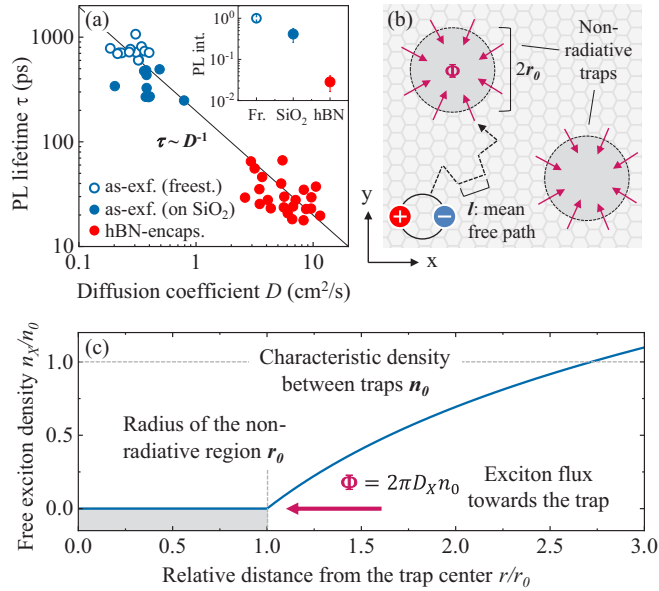 (a)
PL lifetime τ (ps)
1000
100
10
PL int.
10⁰
10⁻¹
10⁻²
Fr. SiO₂ hBN
τ ~ D⁻¹
as-exf. (freest.)
as-exf. (on SiO₂)
hBN-encaps.
0.1 1 10
Diffusion coefficient D (cm²/s)
(b)
Non-
radiative
traps
Φ
2r₀
y
x
+
−
l: mean
free path
(c)
Free exciton density nX/n₀
1.0
0.5
0.0
Characteristic density
between traps n₀
Radius of the non-
radiative region r₀
Φ = 2πDXn₀
Exciton flux
towards the trap
0.0 0.5 1.0 1.5 2.0 2.5 3.0
Relative distance from the trap center r/r₀